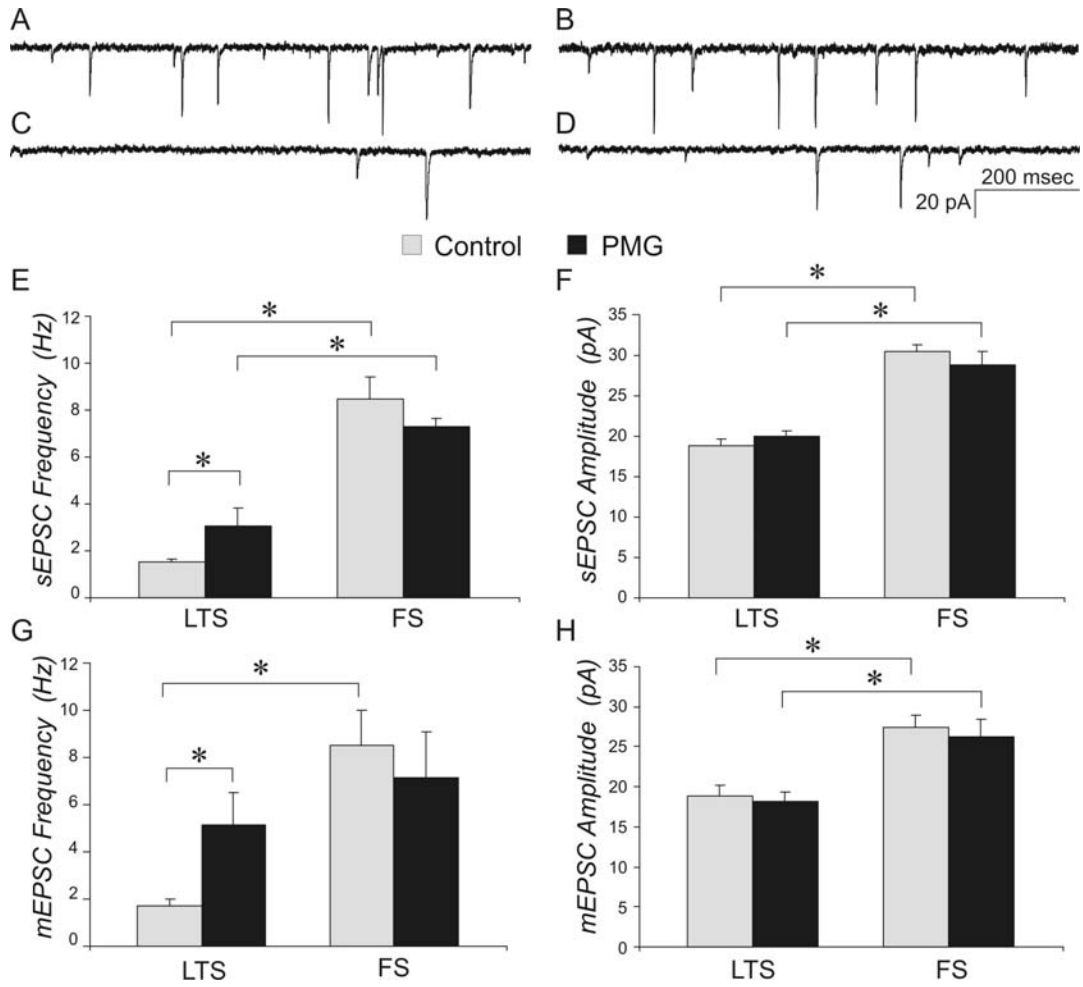 A
B
C
D
200 msec
20 pA
Control PMG
E
sEPSC Frequency (Hz)
12
10
8
6
4
2
0
*
*
*
LTS FS
F
sEPSC Amplitude (pA)
35
30
25
20
15
10
5
0
*
*
LTS FS
G
mEPSC Frequency (Hz)
12
10
8
6
4
2
0
*
*
LTS FS
H
mEPSC Amplitude (pA)
35
30
25
20
15
10
5
0
*
*
LTS FS